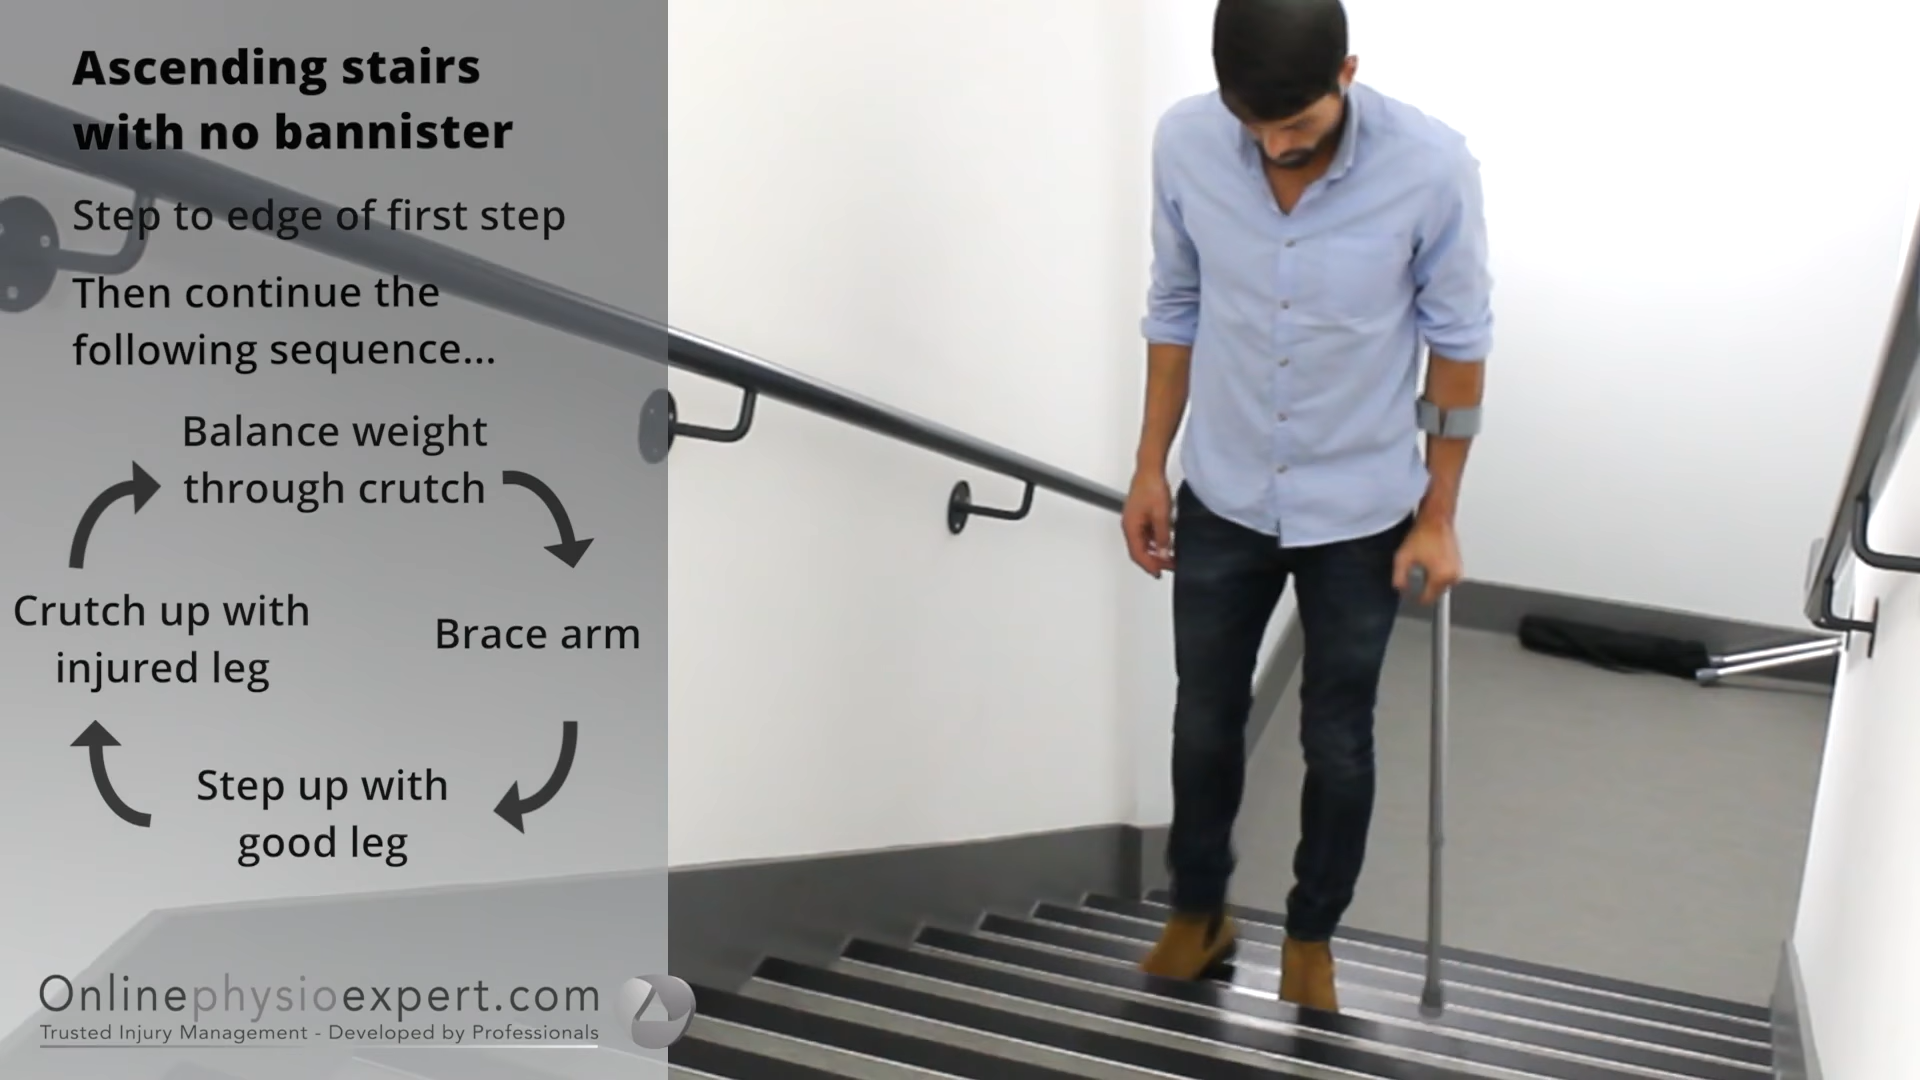 Ascending stairs
with no bannister
Step to edge of first step
Then continue the
following sequence...
Balance weight
through crutch
Brace arm
Step up with
good leg
Crutch up with
injured leg
Onlinephysioexpert.com
Trusted Injury Management - Developed by Professionals